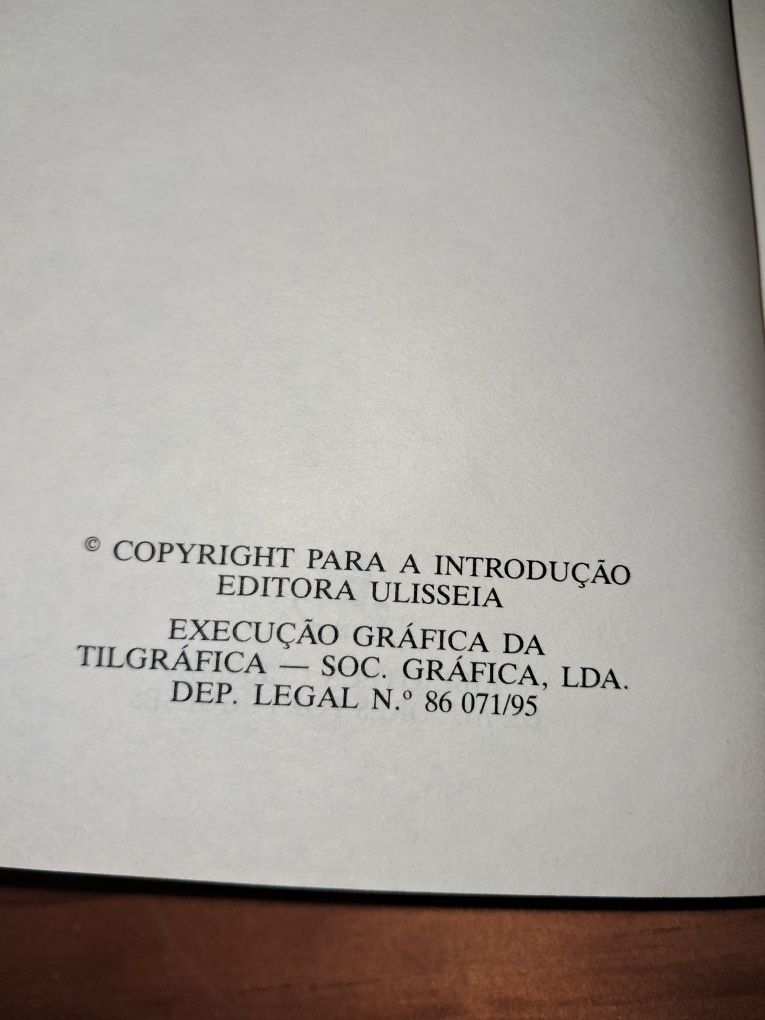 © COPYRIGHT PARA A INTRODUÇÃO
EDITORA ULISSEIA
EXECUÇÃO GRÁFICA DA
TILGRÁFICA — SOC. GRÁFICA, LDA.
DEP. LEGAL N.º 86 071/95